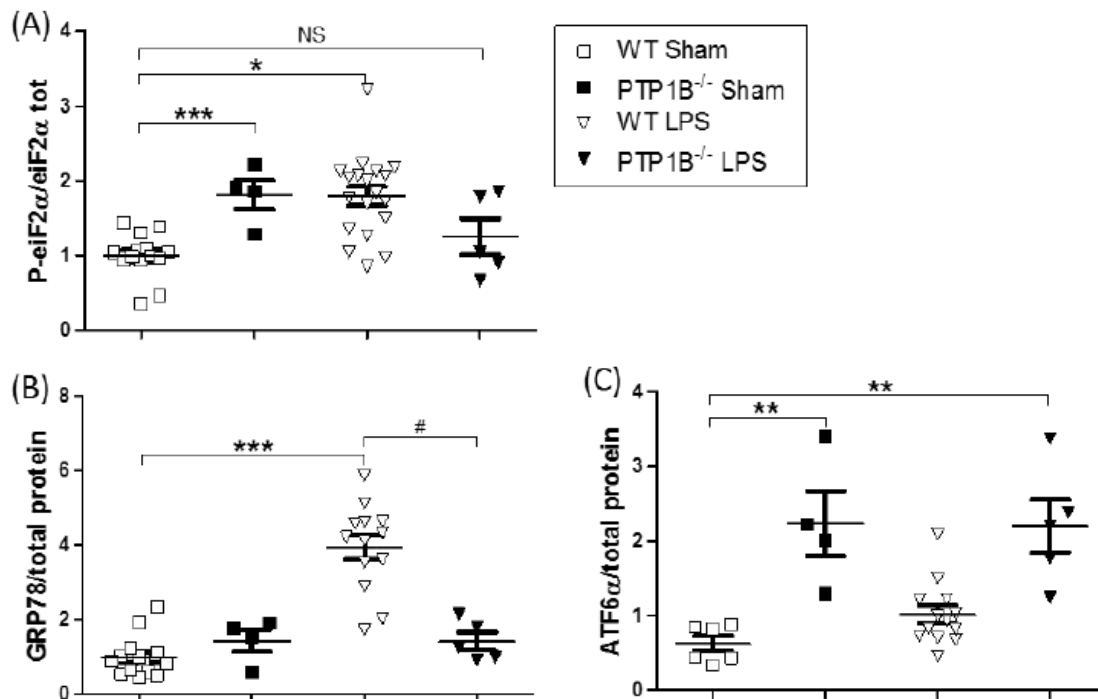 (A)
P-eiF2α/eiF2α tot
4
3
2
1
0
NS
*
***
WT Sham
PTP1B-/- Sham
WT LPS
PTP1B-/- LPS
(B)
GRP78/total protein
8
6
4
2
0
***
#
(C)
ATF6α/total protein
4
3
2
1
0
**
**